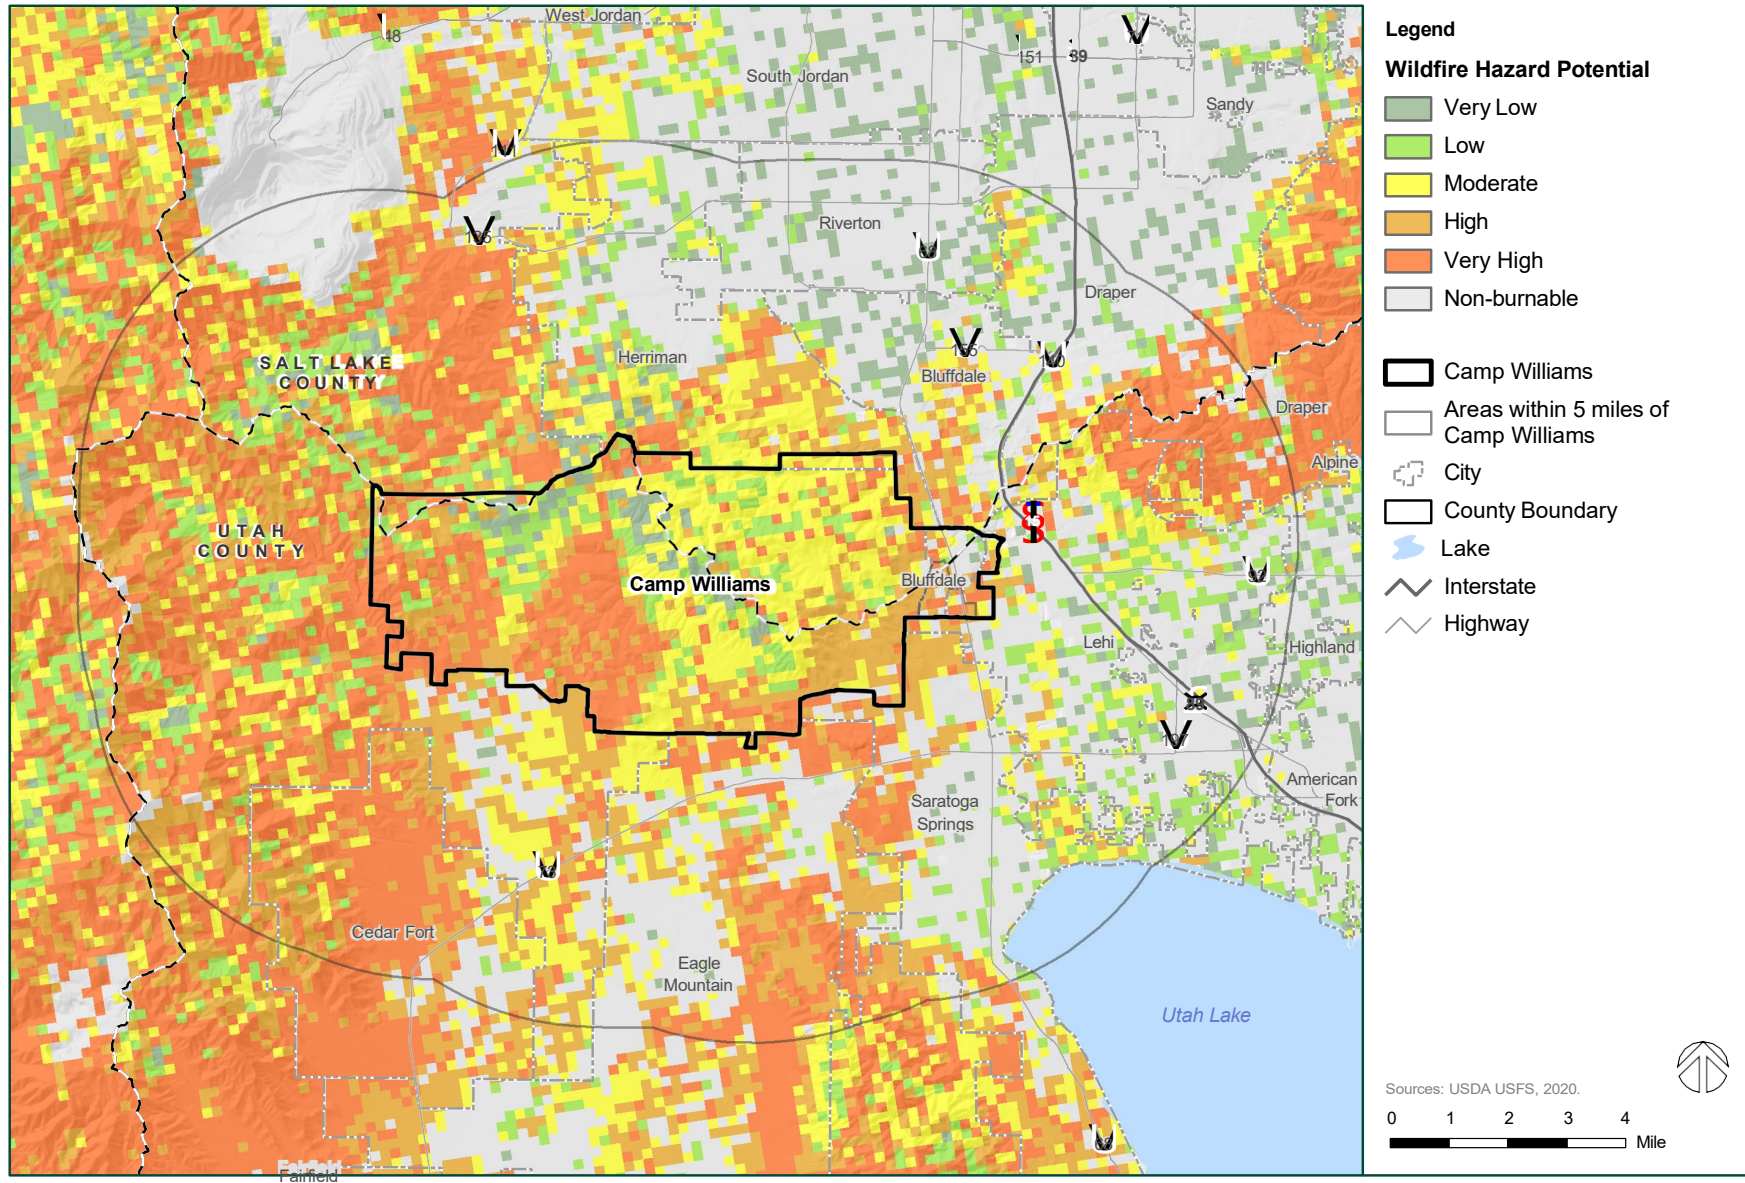 West Jordan
48
South Jordan
151
Sandy
Riverton
Draper
Herriman
Bluffdale
SALT LAKE
COUNTY
Draper
Alpine
UTAH
COUNTY
Camp Williams
Bluffdale
Lehi
Highland
American
Fork
Saratoga
Springs
Cedar Fort
Eagle
Mountain
Utah Lake
Fairfield
Legend
Wildfire Hazard Potential
Very Low
Low
Moderate
High
Very High
Non-burnable
Camp Williams
Areas within 5 miles of
Camp Williams
City
County Boundary
Lake
Interstate
Highway
Sources: USDA USFS, 2020.
0 1 2 3 4
Mile